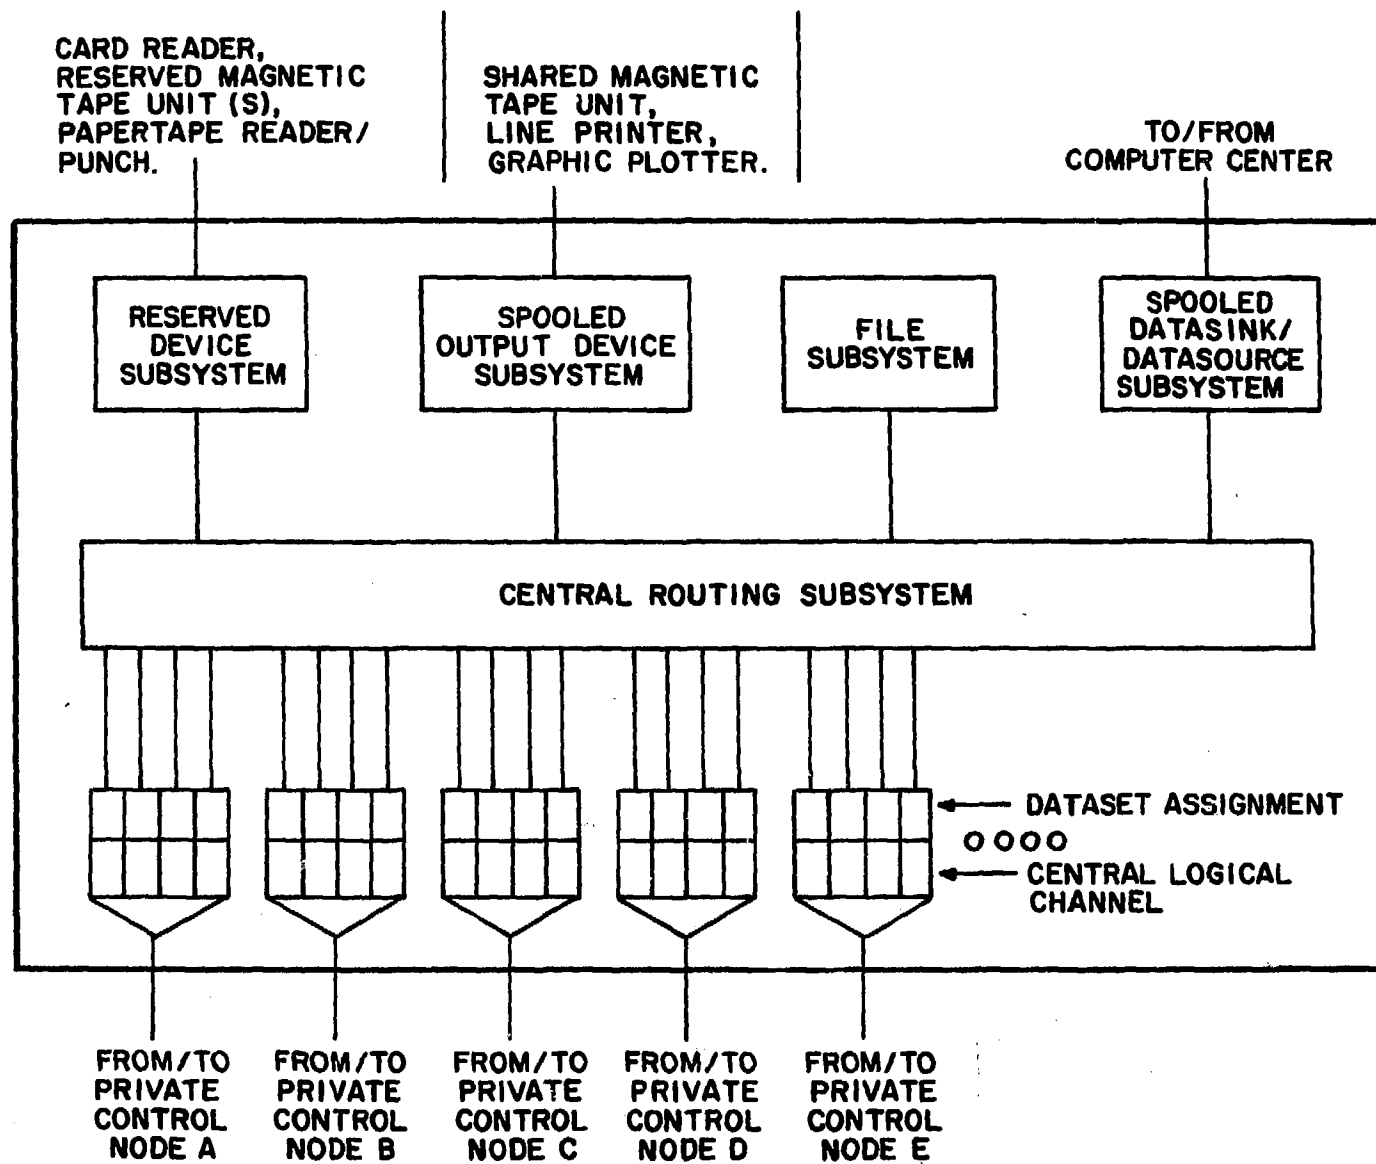 CARD READER,
RESERVED MAGNETIC
TAPE UNIT (S),
PAPERTAPE READER/
PUNCH.
SHARED MAGNETIC
TAPE UNIT,
LINE PRINTER,
GRAPHIC PLOTTER.
TO/FROM
COMPUTER CENTER
RESERVED
DEVICE
SUBSYSTEM
SPOOLED
OUTPUT DEVICE
SUBSYSTEM
FILE
SUBSYSTEM
SPOOLED
DATASINK/
DATASOURCE
SUBSYSTEM
CENTRAL ROUTING SUBSYSTEM
DATASET ASSIGNMENT
CENTRAL LOGICAL
CHANNEL
FROM/TO
PRIVATE
CONTROL
NODE A
FROM/TO
PRIVATE
CONTROL
NODE B
FROM/TO
PRIVATE
CONTROL
NODE C
FROM/TO
PRIVATE
CONTROL
NODE D
FROM/TO
PRIVATE
CONTROL
NODE E